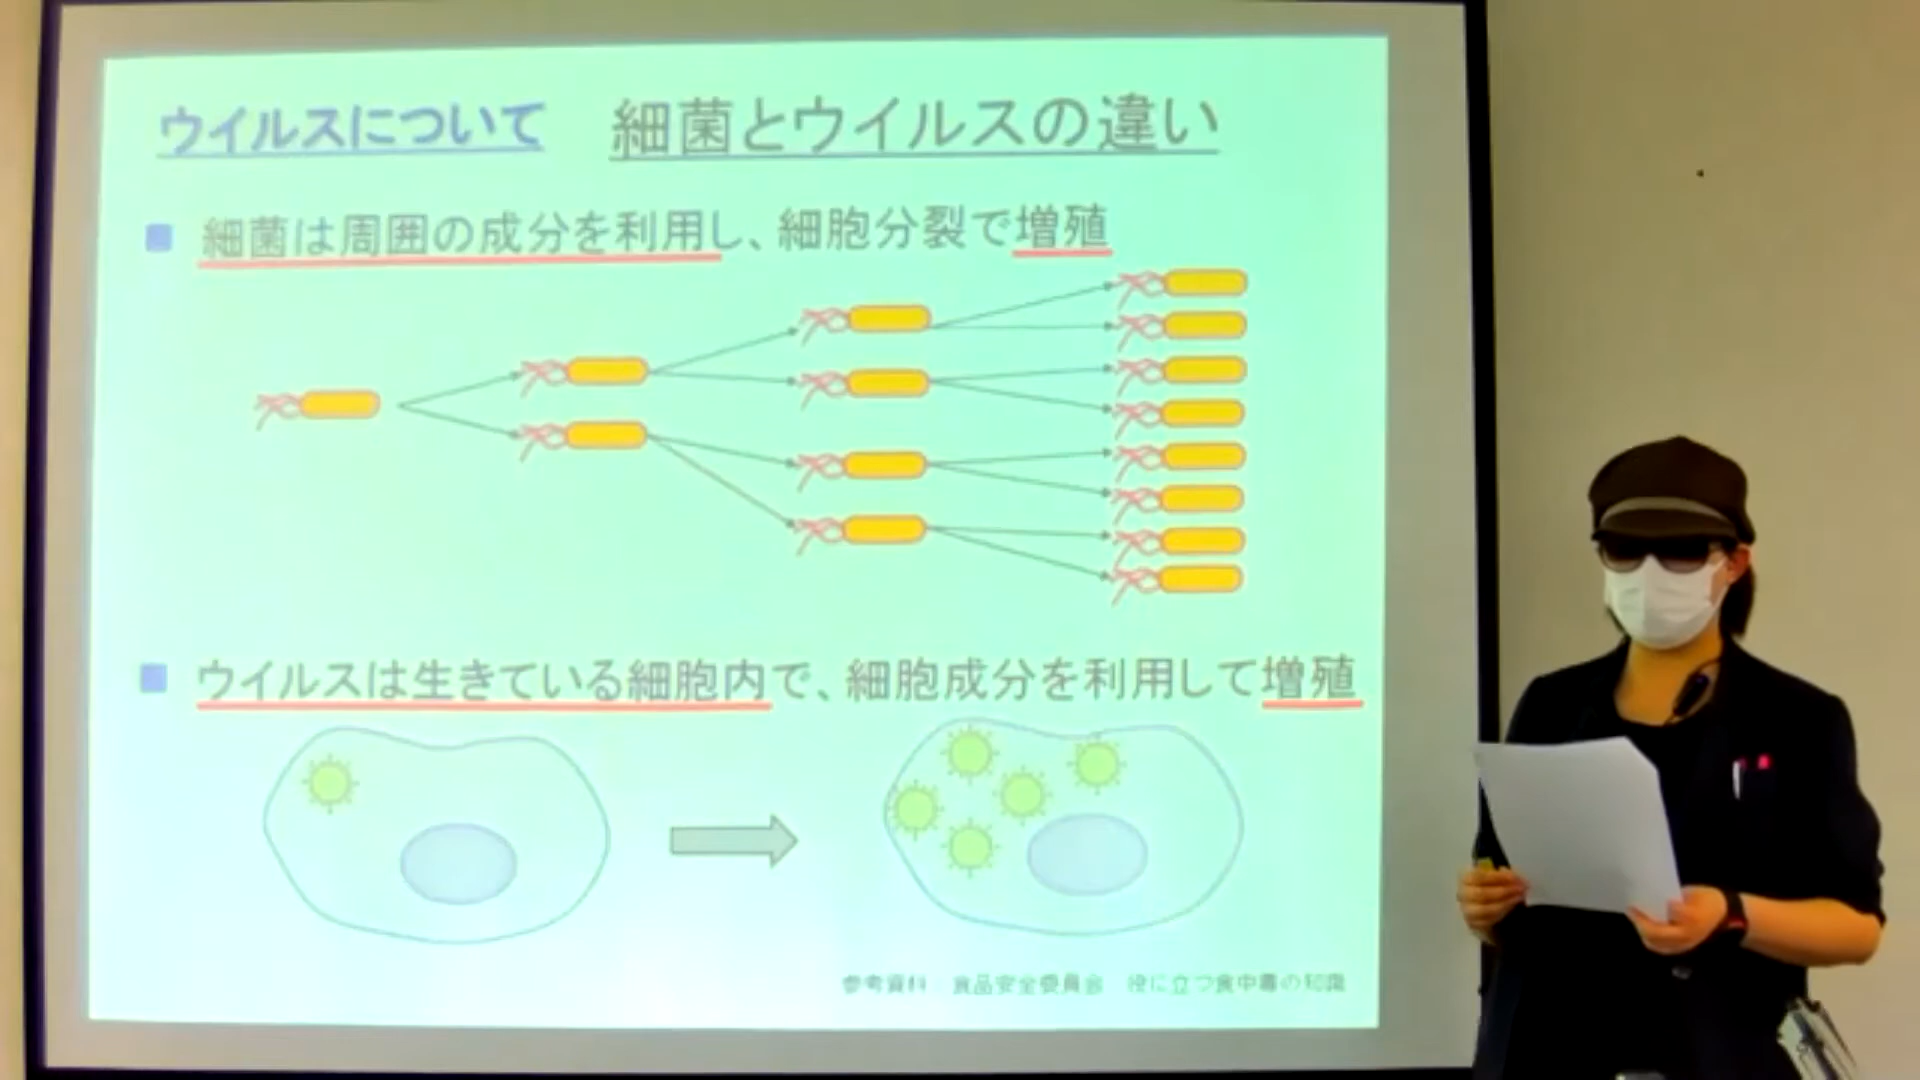 ウイルスについて 細菌とウイルスの違い
細菌は周囲の成分を利用し、細胞分裂で増殖
ウイルスは生きている細胞内で、細胞成分を利用して増殖
参考資料：食品安全委員会 役に立つ食中毒の知識